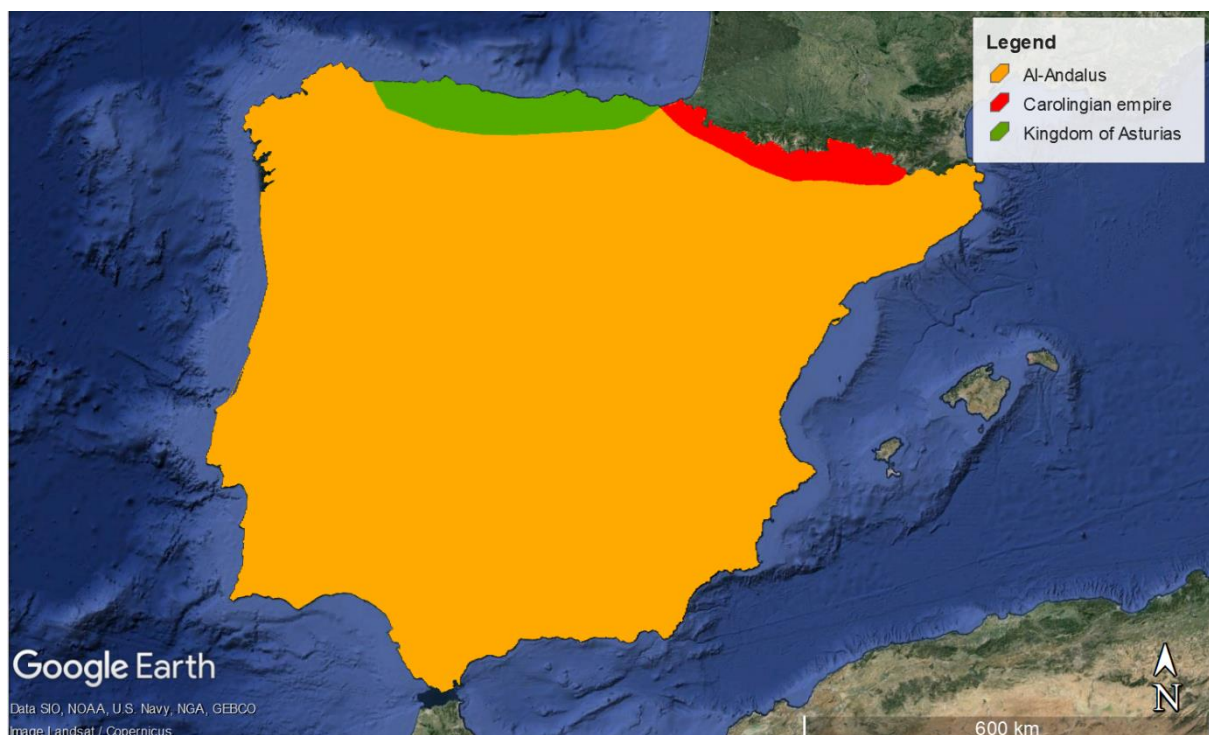 Legend
Al-Andalus
Carolingian empire
Kingdom of Asturias
Google Earth
Data SIO, NOAA, U.S. Navy, NGA, GEBCO
Image Landsat / Copernicus
N
600 km